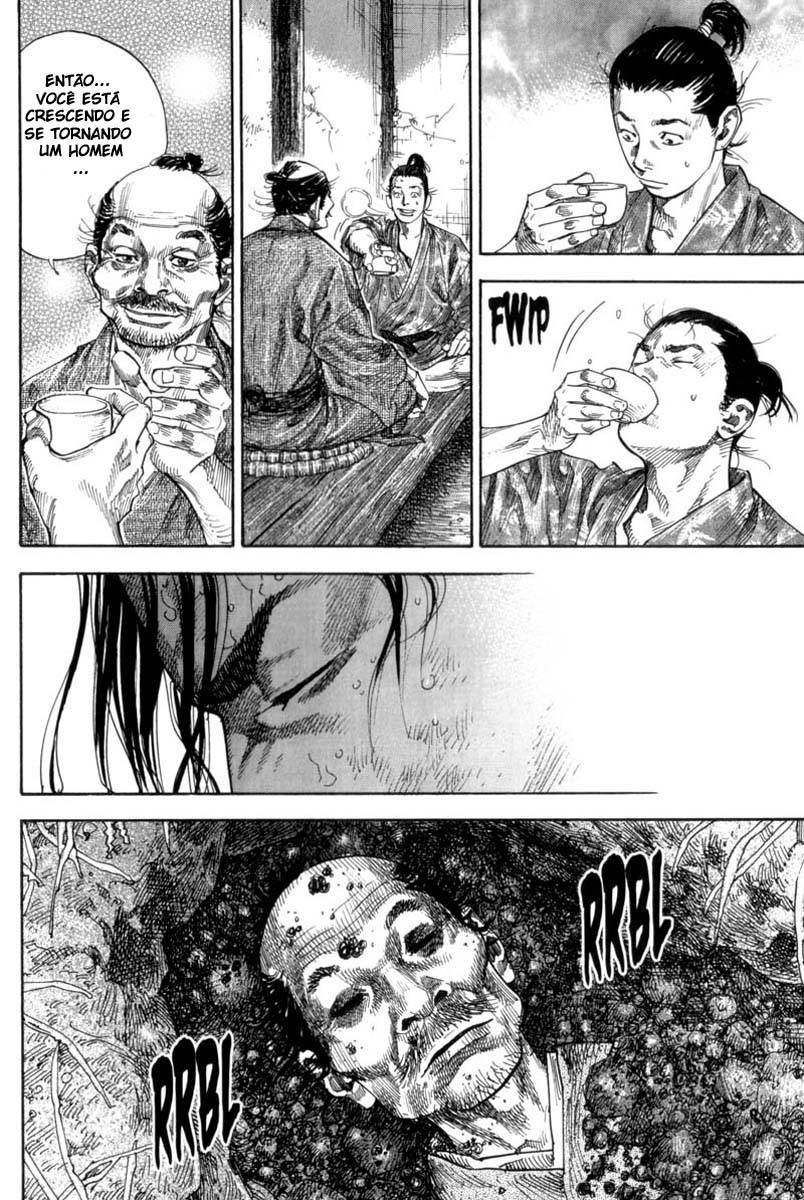 FWIP
ENTÃO...
VOCÊ ESTÁ
CRESCENDO E
SE TORNANDO
UM HOMEM
...
RRBL
RRBL